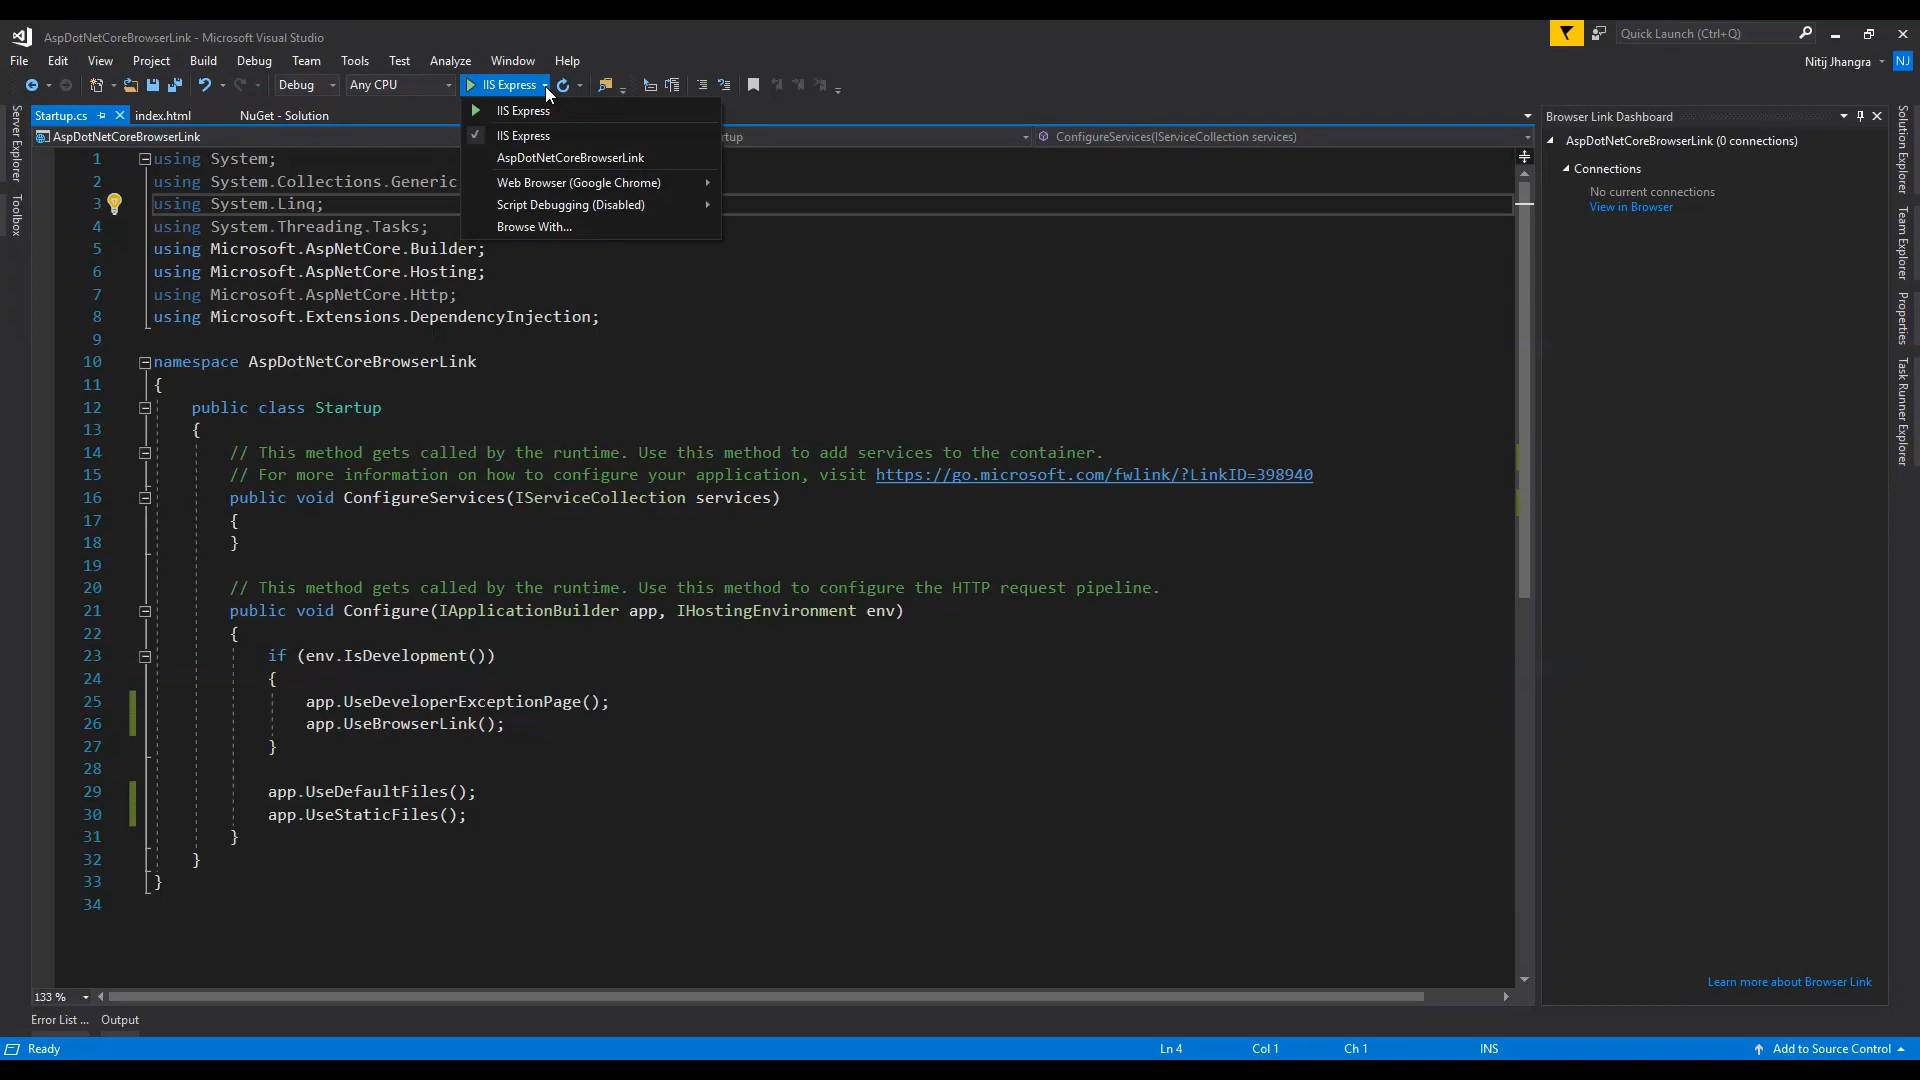 AspDotNetCoreBrowserLink - Microsoft Visual Studio
Quick Launch (Ctrl+Q)
File Edit View Project Build Debug Team Tools Test Analyze Window Help
Nitij Jhangra NJ
Debug Any CPU IIS Express
Startup.cs index.html NuGet - Solution
AspDotNetCoreBrowserLink
rtup
ConfigureServices(IServiceCollection services)
IIS Express
IIS Express
AspDotNetCoreBrowserLink
Web Browser (Google Chrome)
Script Debugging (Disabled)
Browse With...
Server Explorer
Toolbox
1 using System;
2 using System.Collections.Generic
3 using System.Linq;
4 using System.Threading.Tasks;
5 using Microsoft.AspNetCore.Builder;
6 using Microsoft.AspNetCore.Hosting;
7 using Microsoft.AspNetCore.Http;
8 using Microsoft.Extensions.DependencyInjection;
9
10 namespace AspDotNetCoreBrowserLink
11 {
12 public class Startup
13 {
14 // This method gets called by the runtime. Use this method to add services to the container.
15 // For more information on how to configure your application, visit https://go.microsoft.com/fwlink/?LinkID=398940
16 public void ConfigureServices(IServiceCollection services)
17 {
18 }
19
20 // This method gets called by the runtime. Use this method to configure the HTTP request pipeline.
21 public void Configure(IApplicationBuilder app, IHostingEnvironment env)
22 {
23 if (env.IsDevelopment())
24 {
25 app.UseDeveloperExceptionPage();
26 app.UseBrowserLink();
27 }
28
29 app.UseDefaultFiles();
30 app.UseStaticFiles();
31 }
32 }
33 }
34
Browser Link Dashboard
AspDotNetCoreBrowserLink (0 connections)
Connections
No current connections
View in Browser
Learn more about Browser Link
Solution Explorer
Team Explorer
Properties
Task Runner Explorer
133 %
Error List ... Output
Ready Ln 4 Col 1 Ch 1 INS Add to Source Control